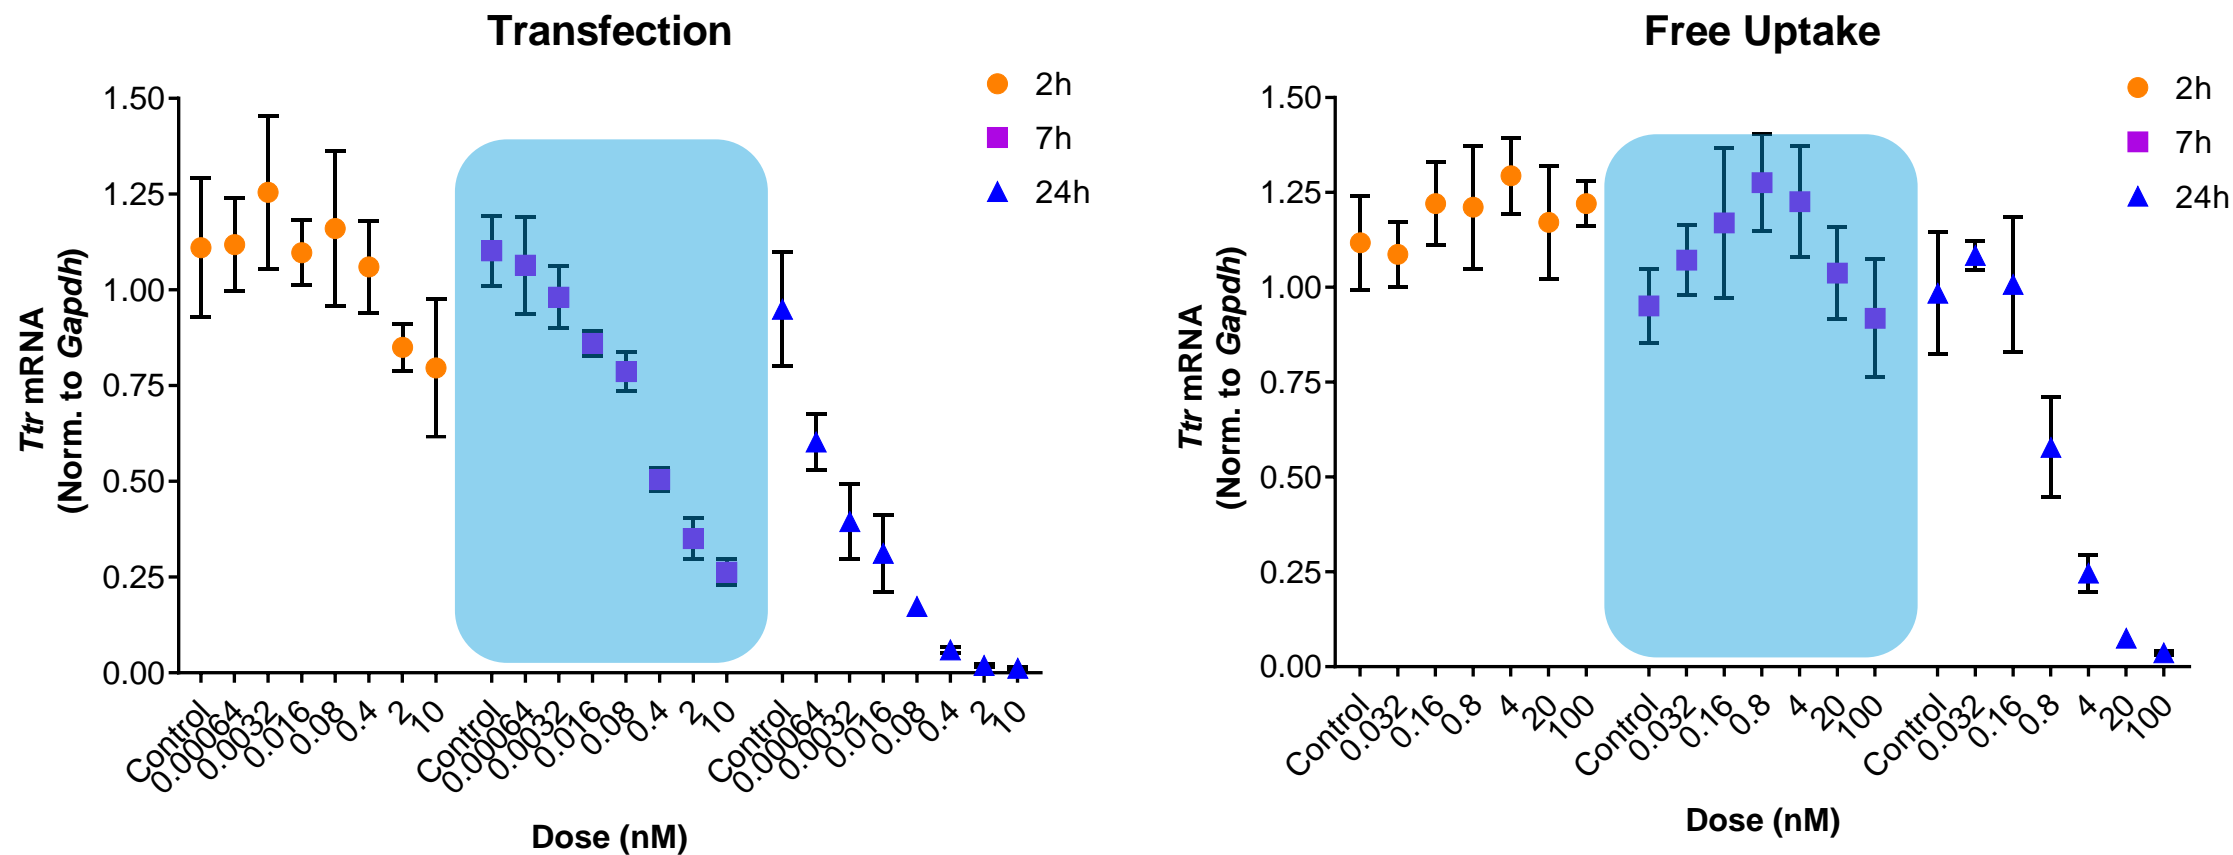 Transfection
2h
7h
24h
1.50
1.25
1.00
0.75
0.50
0.25
0.00
Ttr mRNA
(Norm. to Gapdh)
Control
0.00064
0.0032
0.016
0.08
0.4
2
10
Control
0.00064
0.0032
0.016
0.08
0.4
2
10
Control
0.00064
0.0032
0.016
0.08
0.4
2
10
Dose (nM)
Free Uptake
2h
7h
24h
1.50
1.25
1.00
0.75
0.50
0.25
0.00
Ttr mRNA
(Norm. to Gapdh)
Control
0.032
0.16
0.8
4
20
100
Control
0.032
0.16
0.8
4
20
100
Control
0.032
0.16
0.8
4
20
100
Dose (nM)